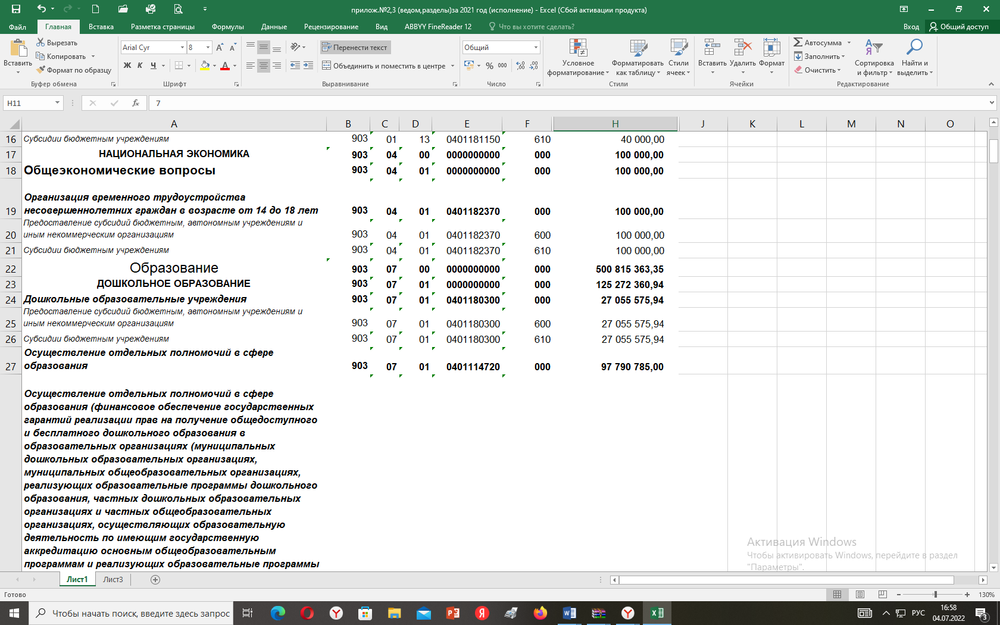 прилож.№2,3 (ведом,разделы)за 2021 год (исполнение) - Excel (Сбой активации продукта)
Файл Главная Вставка Разметка страницы Формулы Данные Рецензирование Вид ABBYY FineReader 12 Что вы хотите сделать? Вход Общий доступ
Вставить
Вырезать
Копировать
Формат по образцу
Буфер обмена
Arial Cyr 8
Ж К Ч
Шрифт
Перенести текст
Объединить и поместить в центре
Выравнивание
Общий
% 000
Число
Условное форматирование
Форматировать как таблицу
Стили ячеек
Стили
Вставить Удалить Формат
Ячейки
Автосумма
Заполнить
Очистить
Сортировка и фильтр
Найти и выделить
Редактирование
H11 fx 7
A B C D E F H J K L M N O
16 Субсидии бюджетным учреждениям 903 01 13 0401181150 610 40 000,00
17 НАЦИОНАЛЬНАЯ ЭКОНОМИКА 903 04 00 0000000000 000 100 000,00
18 Общеэкономические вопросы 903 04 01 0000000000 000 100 000,00
Организация временного трудоустройства
19 несовершеннолетних граждан в возрасте от 14 до 18 лет 903 04 01 0401182370 000 100 000,00
Предоставление субсидий бюджетным, автономным учреждениям и
20 иным некоммерческим организациям 903 04 01 0401182370 600 100 000,00
21 Субсидии бюджетным учреждениям 903 04 01 0401182370 610 100 000,00
22 Образование 903 07 00 0000000000 000 500 815 363,35
23 ДОШКОЛЬНОЕ ОБРАЗОВАНИЕ 903 07 01 0000000000 000 125 272 360,94
24 Дошкольные образовательные учреждения 903 07 01 0401180300 000 27 055 575,94
Предоставление субсидий бюджетным, автономным учреждениям и
25 иным некоммерческим организациям 903 07 01 0401180300 600 27 055 575,94
26 Субсидии бюджетным учреждениям 903 07 01 0401180300 610 27 055 575,94
Осуществление отдельных полномочий в сфере
27 образования 903 07 01 0401114720 000 97 790 785,00
Осуществление отдельных полномочий в сфере
образования (финансовое обеспечение государственных
гарантий реализации прав на получение общедоступного
и бесплатного дошкольного образования в
образовательных организациях (муниципальных
дошкольных образовательных организациях,
муниципальных общеобразовательных организациях,
реализующих образовательные программы дошкольного
образования, частных дошкольных образовательных
организациях и частных общеобразовательных
организациях, осуществляющих образовательную
деятельность по имеющим государственную
аккредитацию основным общеобразовательным
программам и реализующих образовательные программы
Активация Windows
Чтобы активировать Windows, перейдите в раздел
"Параметры".
Лист1 Лист3
Готово 130%
Чтобы начать поиск, введите здесь запрос
РУС 16:58
04.07.2022
3